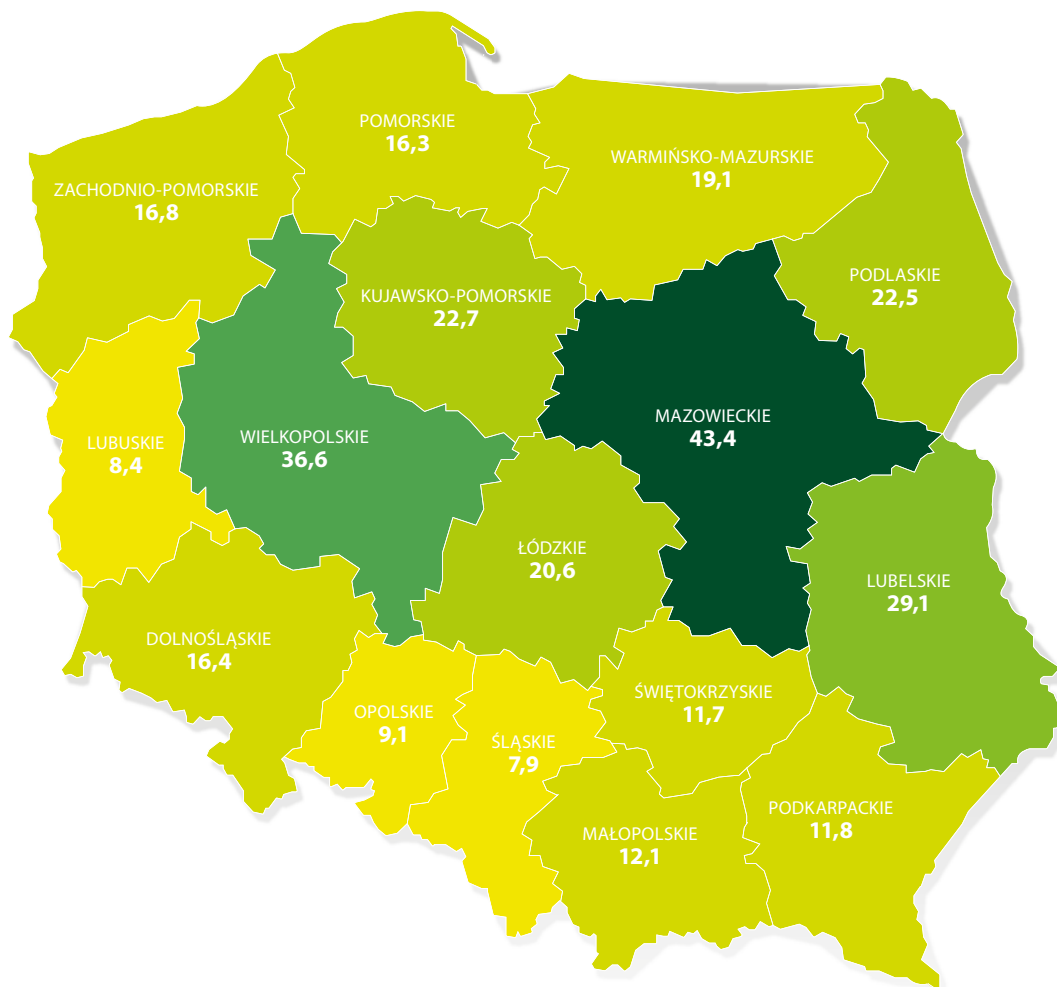 POMORSKIE
16,3
WARMIŃSKO-MAZURSKIE
19,1
ZACHODNIO-POMORSKIE
16,8
PODLASKIE
22,5
KUJAWSKO-POMORSKIE
22,7
MAZOWIECKIE
43,4
WIELKOPOLSKIE
36,6
LUBUSKIE
8,4
ŁÓDZKIE
20,6
LUBELSKIE
29,1
DOLNOŚLĄSKIE
16,4
ŚWIĘTOKRZYSKIE
11,7
OPOLSKIE
9,1
ŚLĄSKIE
7,9
PODKARPACKIE
11,8
MAŁOPOLSKIE
12,1